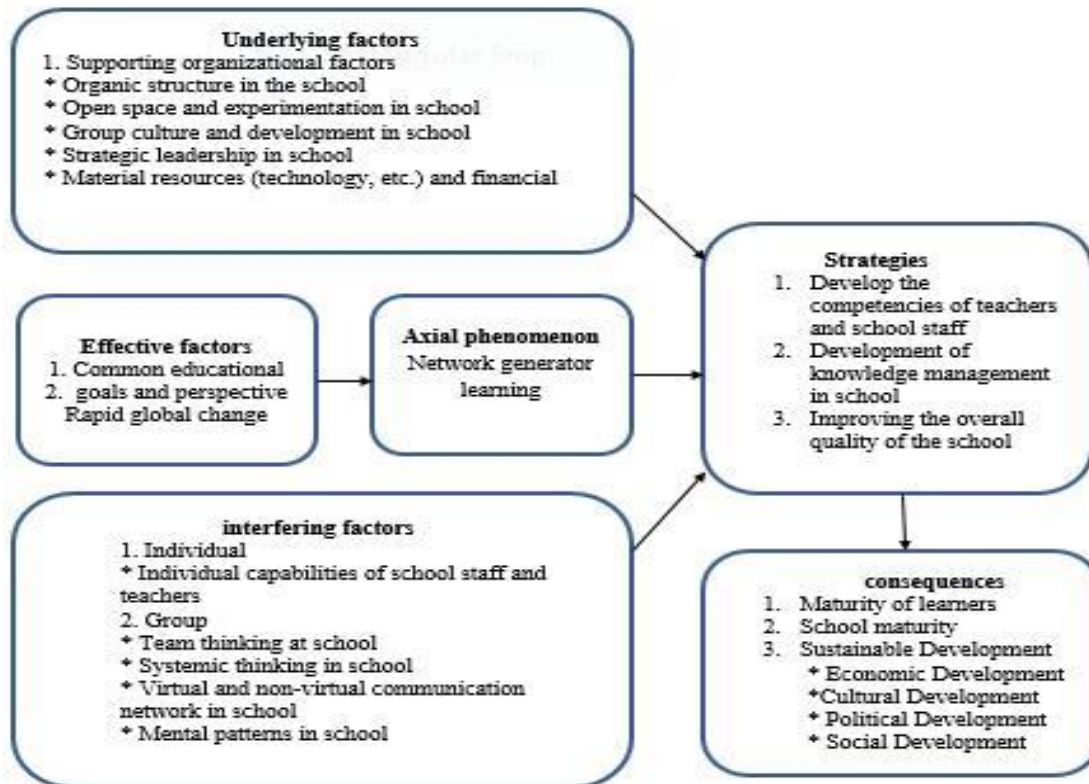 Underlying factors
1. Supporting organizational factors
* Organic structure in the school
* Open space and experimentation in school
* Group culture and development in school
* Strategic leadership in school
* Material resources (technology, etc.) and financial
Effective factors
1. Common educational
2. goals and perspective
Rapid global change
Axial phenomenon
Network generator
learning
interfering factors
1. Individual
* Individual capabilities of school staff and
teachers
2. Group
* Team thinking at school
* Systemic thinking in school
* Virtual and non-virtual communication
network in school
* Mental patterns in school
Strategies
1. Develop the
competencies of teachers
and school staff
2. Development of
knowledge management
in school
3. Improving the overall
quality of the school
consequences
1. Maturity of learners
2. School maturity
3. Sustainable Development
* Economic Development
*Cultural Development
* Political Development
* Social Development